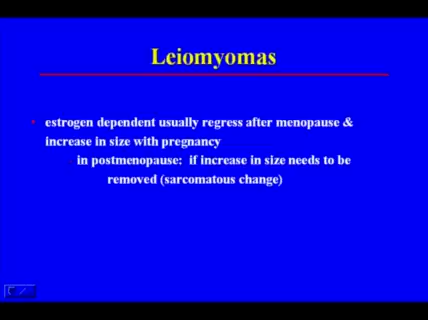 Leiomyomas
estrogen dependent usually regress after menopause &
increase in size with pregnancy
in postmenopause: if increase in size needs to be
removed (sarcomatous change)